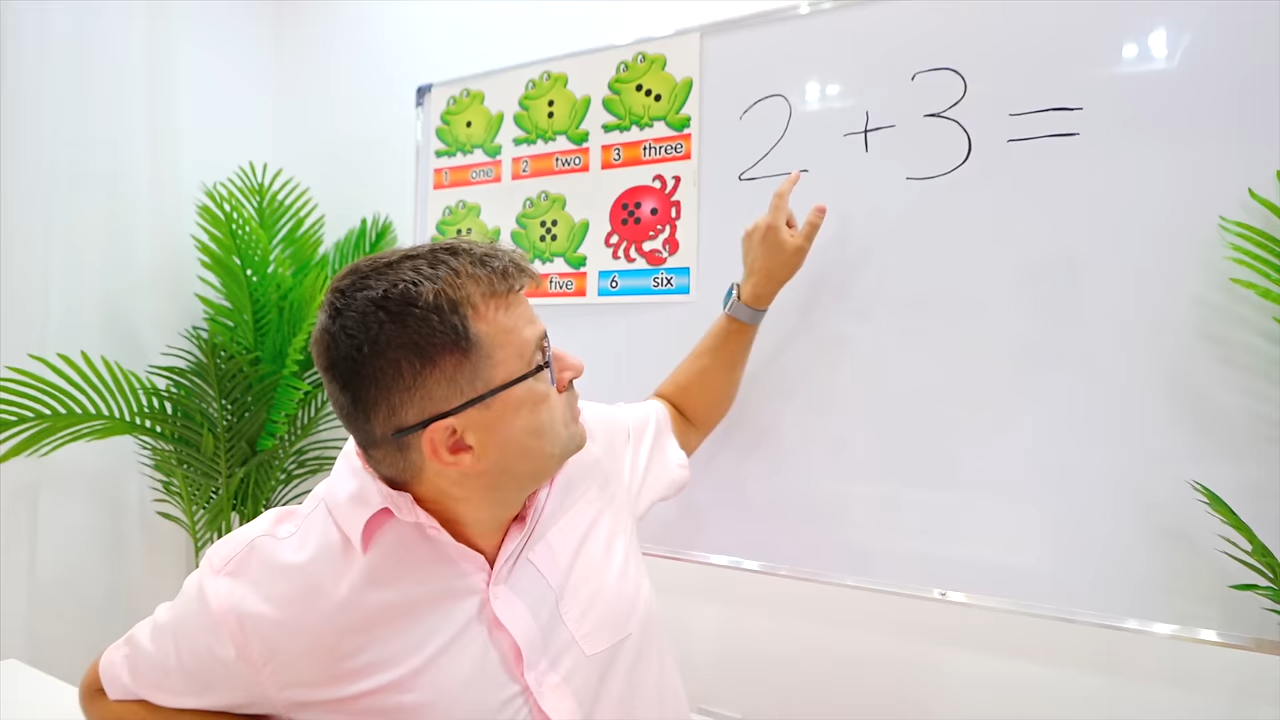 2 + 3 =
1 one
2 two
3 three
five
6 six